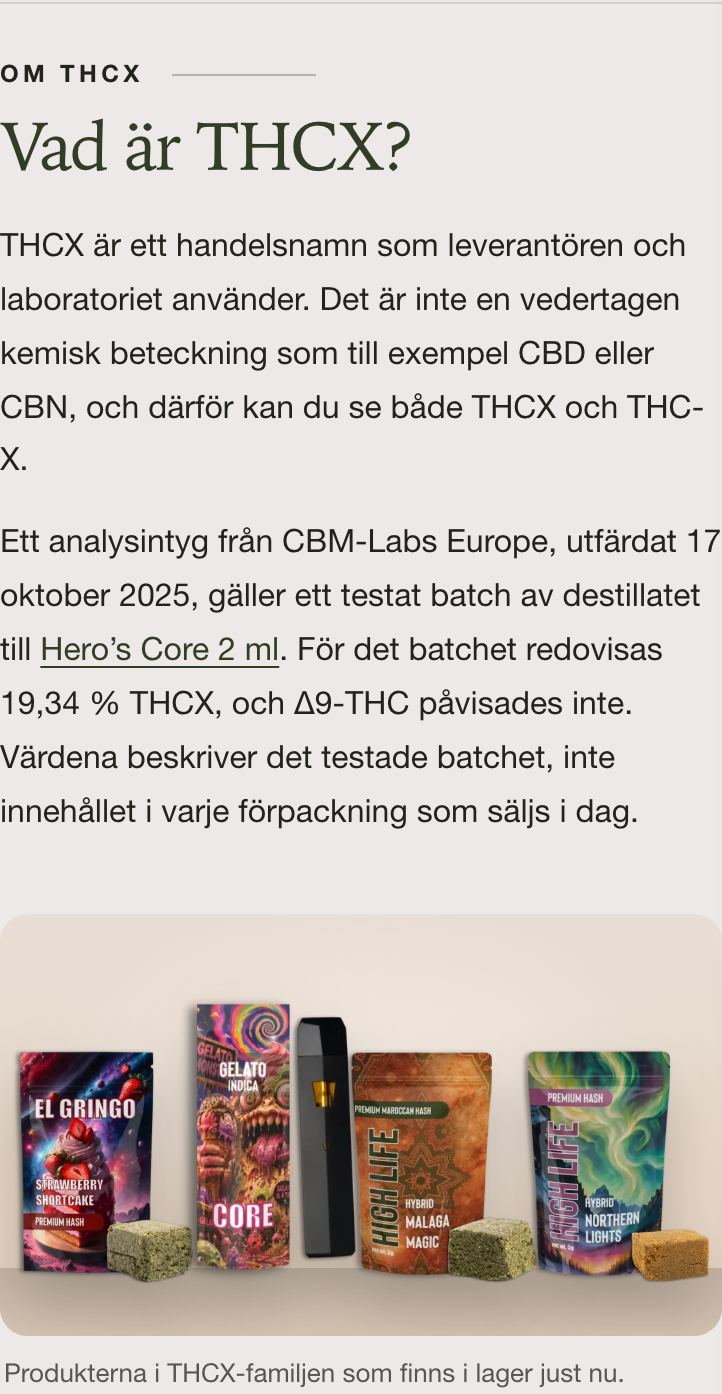 OM THCX
Vad är THCX?
THCX är ett handelsnamn som leverantören och
laboratoriet använder. Det är inte en vedertagen
kemisk beteckning som till exempel CBD eller
CBN, och därför kan du se både THCX och THC-
X.
Ett analysintyg från CBM-Labs Europe, utfärdat 17
oktober 2025, gäller ett testat batch av destillatet
till Hero’s Core 2 ml. För det batchet redovisas
19,34 % THCX, och Δ9-THC påvisades inte.
Värdena beskriver det testade batchet, inte
innehållet i varje förpackning som säljs i dag.
EL GRINGO
STRAWBERRY
SHORTCAKE
PREMIUM HASH
GELATO
INDICA
CORE
PREMIUM MAROCCAN HASH
HIGH LIFE
HYBRID
MALAGA
MAGIC
PREMIUM HASH
HIGH LIFE
HYBRID
NORTHERN
LIGHTS
Produkterna i THCX-familjen som finns i lager just nu.